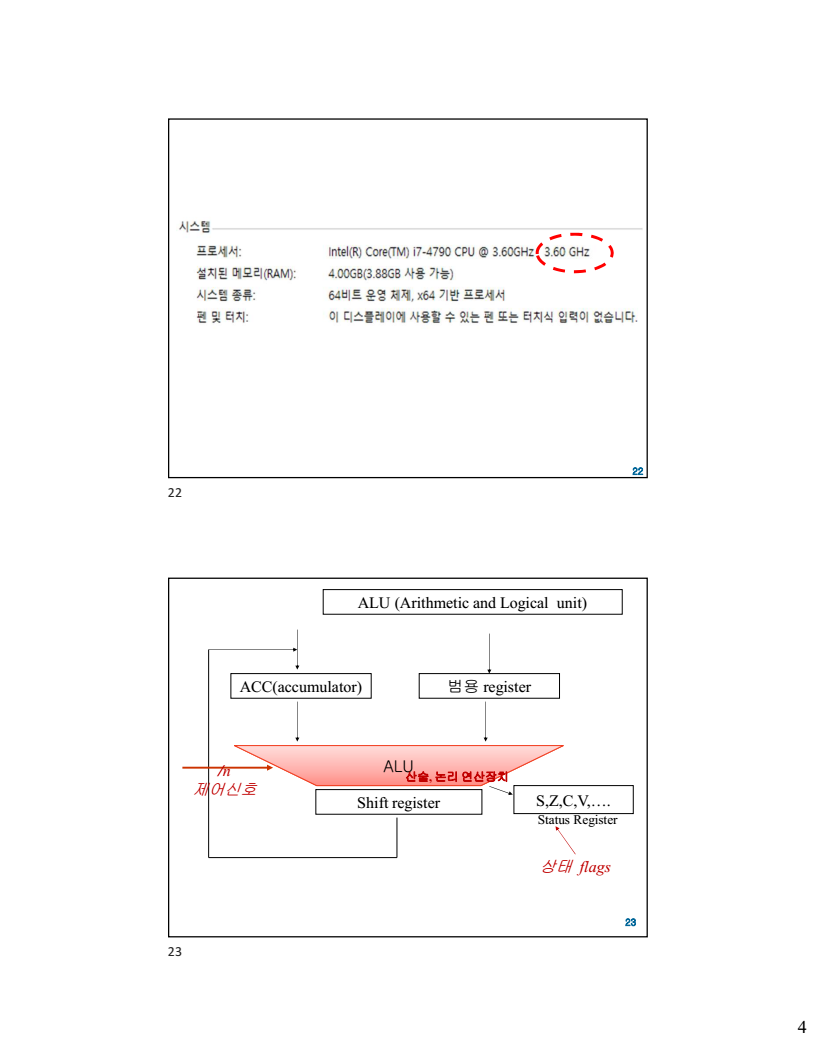 시스템
프로세서: Intel(R) Core(TM) i7-4790 CPU @ 3.60GHz 3.60 GHz
설치된 메모리(RAM): 4.00GB(3.88GB 사용 가능)
시스템 종류: 64비트 운영 체제, x64 기반 프로세서
펜 및 터치: 이 디스플레이에 사용할 수 있는 펜 또는 터치식 입력이 없습니다.
22
22
ALU (Arithmetic and Logical unit)
ACC(accumulator) 범용 register
ALU
산술, 논리 연산장치
/n
제어신호
Shift register
S,Z,C,V,….
Status Register
상태 flags
23
23
4